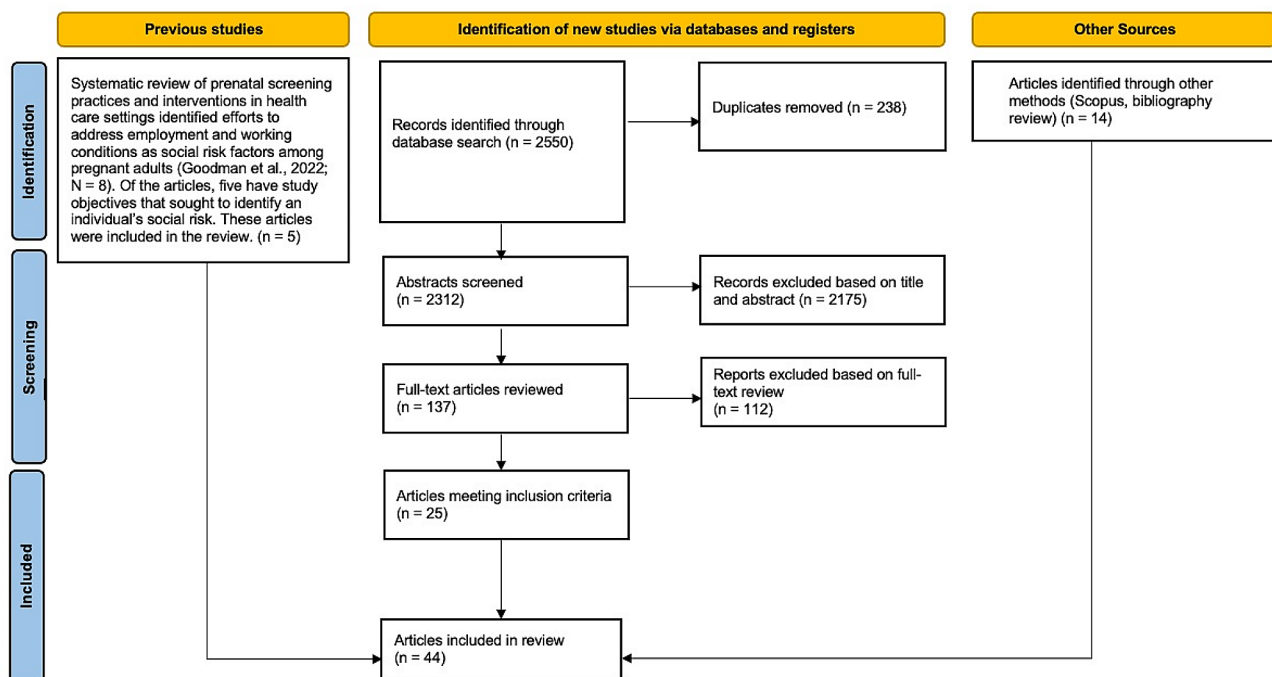 Previous studies
Identification of new studies via databases and registers
Other Sources
Identification
Systematic review of prenatal screening
practices and interventions in health
care settings identified efforts to
address employment and working
conditions as social risk factors among
pregnant adults (Goodman et al., 2022;
N = 8). Of the articles, five have study
objectives that sought to identify an
individual's social risk. These articles
were included in the review. (n = 5)
Records identified through
database search (n = 2550)
Duplicates removed (n = 238)
Articles identified through other
methods (Scopus, bibliography
review) (n = 14)
Screening
Abstracts screened
(n = 2312)
Records excluded based on title
and abstract (n = 2175)
Full-text articles reviewed
(n = 137)
Reports excluded based on full-
text review
(n = 112)
Included
Articles meeting inclusion criteria
(n = 25)
Articles included in review
(n = 44)